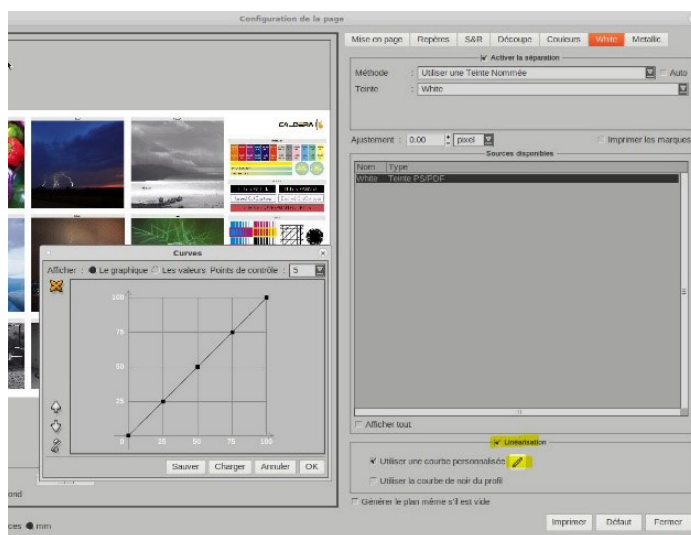 Configuration de la page
Mise en page Repères S&R Découpe Couleurs White Metallic
Activer la séparation
Méthode : Utiliser une Teinte Nommée Auto
Teinte : White
Ajustement : 0.00 pixel Imprimer les marques
Sources disponibles
Nom Type
White Teinte PS/PDF
CALDERA
Curves
Afficher : Le graphique Les valeurs Points de contrôle : 5
100
75
50
25
0 25 50 75 100
Sauver Charger Annuler OK
Afficher tout
Linéarisation
Utiliser une courbe personnalisée
Utiliser la courbe de noir du profil
Générer le plan même s'il est vide
ond
ces mm
Imprimer Défaut Fermer